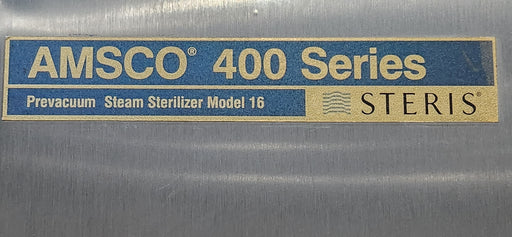 AMSCO® 400 Series
Prevacuum Steam Sterilizer Model 16
STERIS®